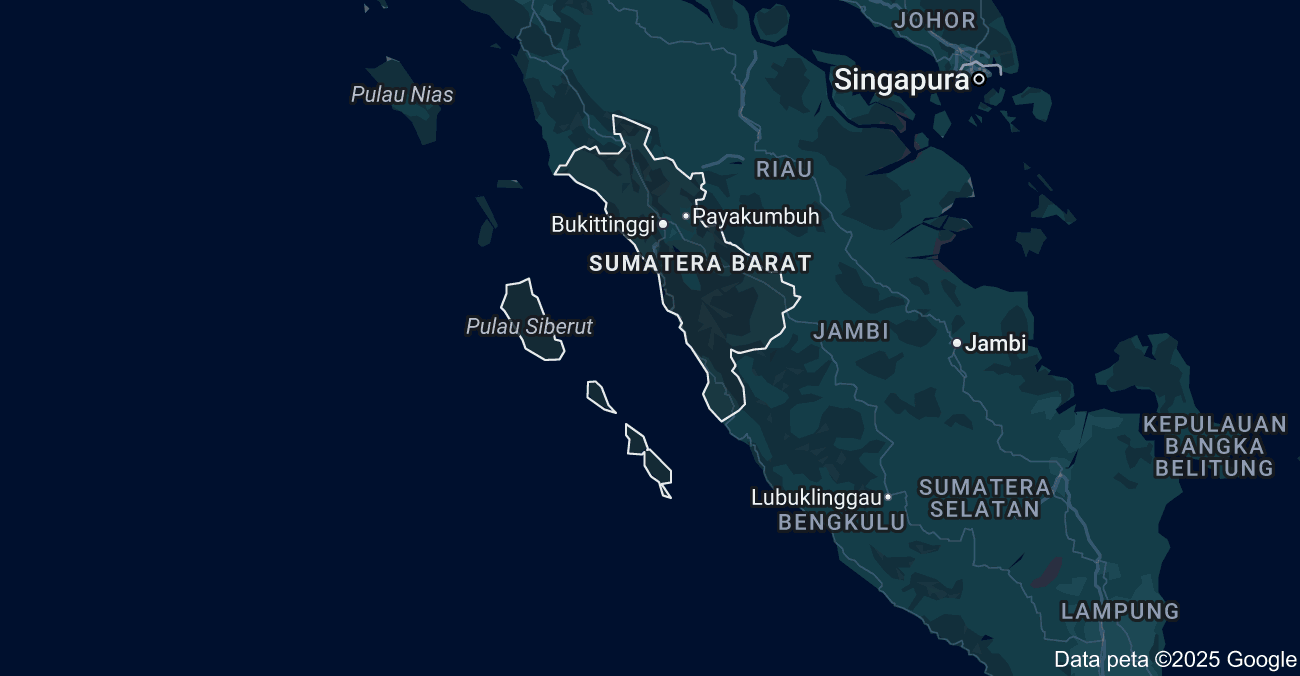 JOHOR
Singapura
Pulau Nias
RIAU
Bukittinggi
Payakumbuh
SUMATERA BARAT
Pulau Siberut
JAMBI
Jambi
KEPULAUAN
BANGKA
BELITUNG
Lubuklinggau
SUMATERA
SELATAN
BENGKULU
LAMPUNG
Data peta ©2025 Google